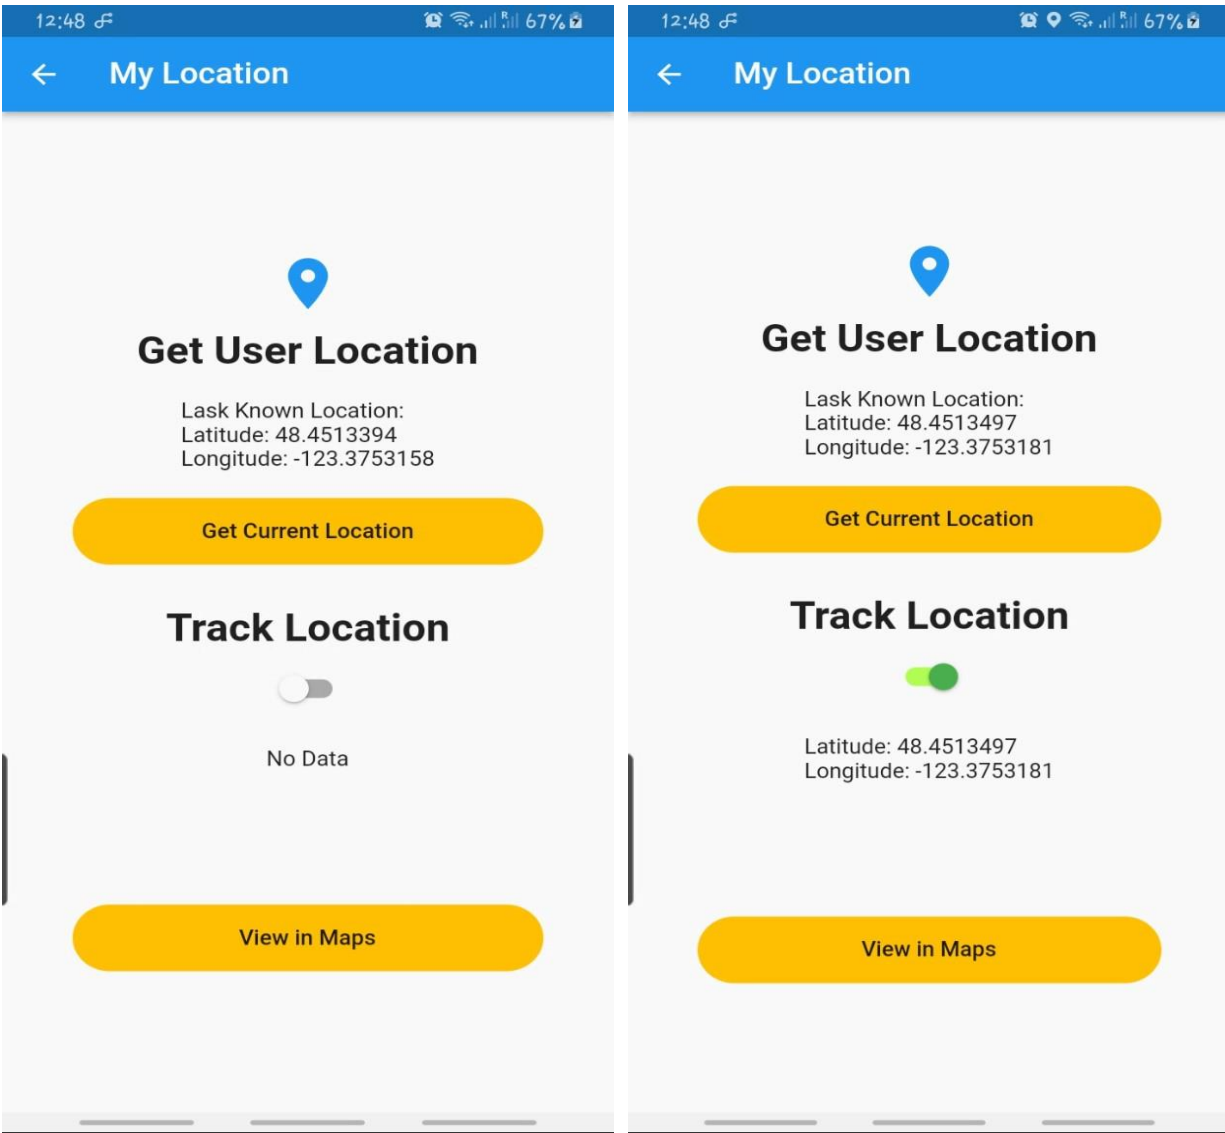 12:48
67%
My Location
Get User Location
Lask Known Location:
Latitude: 48.4513394
Longitude: -123.3753158
Get Current Location
Track Location
No Data
View in Maps
12:48
R
67%
My Location
Get User Location
Lask Known Location:
Latitude: 48.4513497
Longitude: -123.3753181
Get Current Location
Track Location
Latitude: 48.4513497
Longitude: -123.3753181
View in Maps